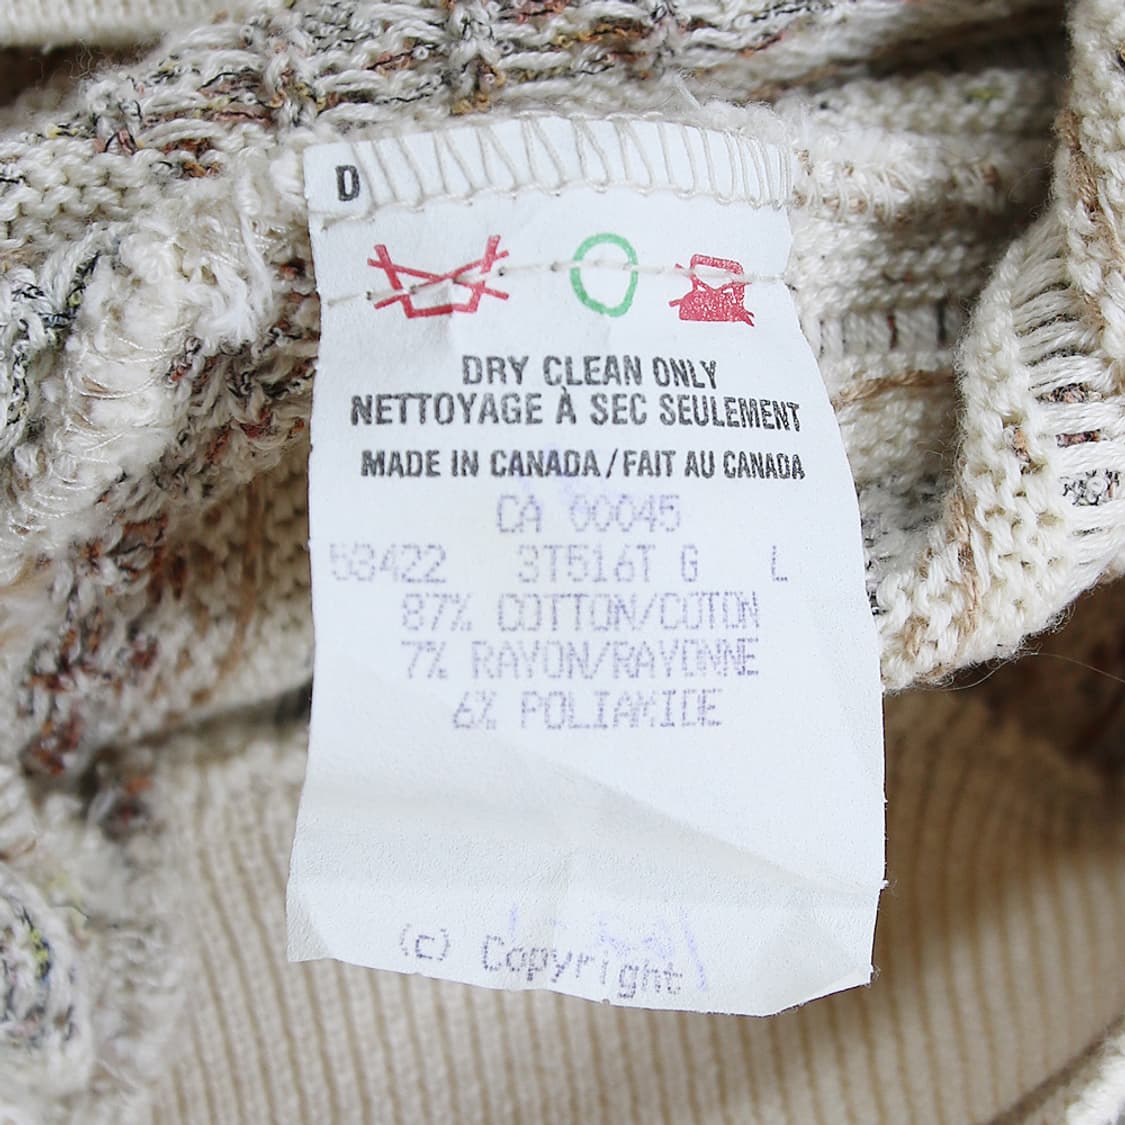 D
DRY CLEAN ONLY
NETTOYAGE À SEC SEULEMENT
MADE IN CANADA / FAIT AU CANADA
CA 00045
53422 3T516T G L
87% COTTON/COTON
7% RAYON/RAYONNE
6% POLIAMIDE
(c) Copyright